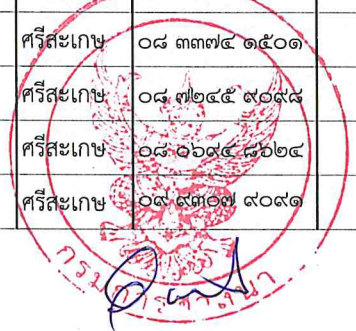 ศรีสะเกษ ๐๘ ๓๓๗๔ ๑๕๐๑
ศรีสะเกษ ๐๘ ๗๒๔๕ ๙๐๙๘
ศรีสะเกษ ๐๘ ๐๖๙๔ ๘๖๒๔
ศรีสะเกษ ๐๙ ๙๓๐๗ ๙๐๙๑